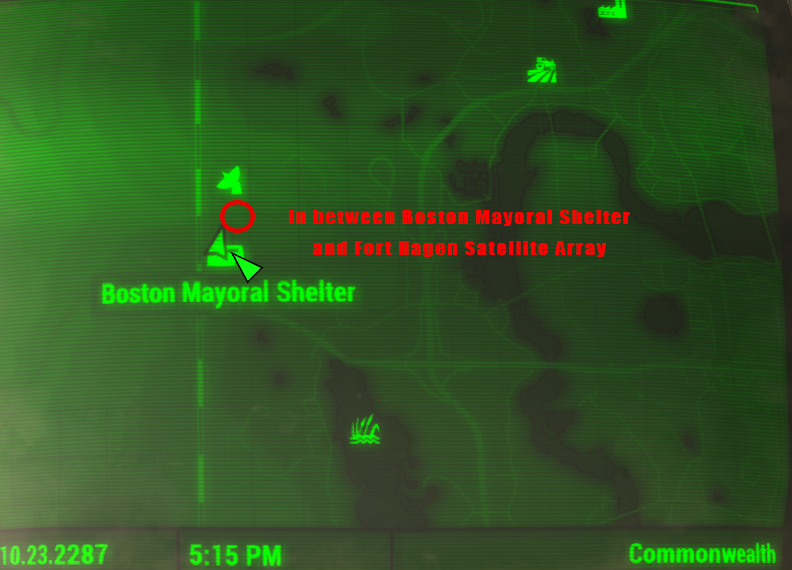 In between Boston Mayoral Shelter
and Fort Hagen Satellite Array
Boston Mayoral Shelter
10.23.2287
5:15 PM
Commonwealth